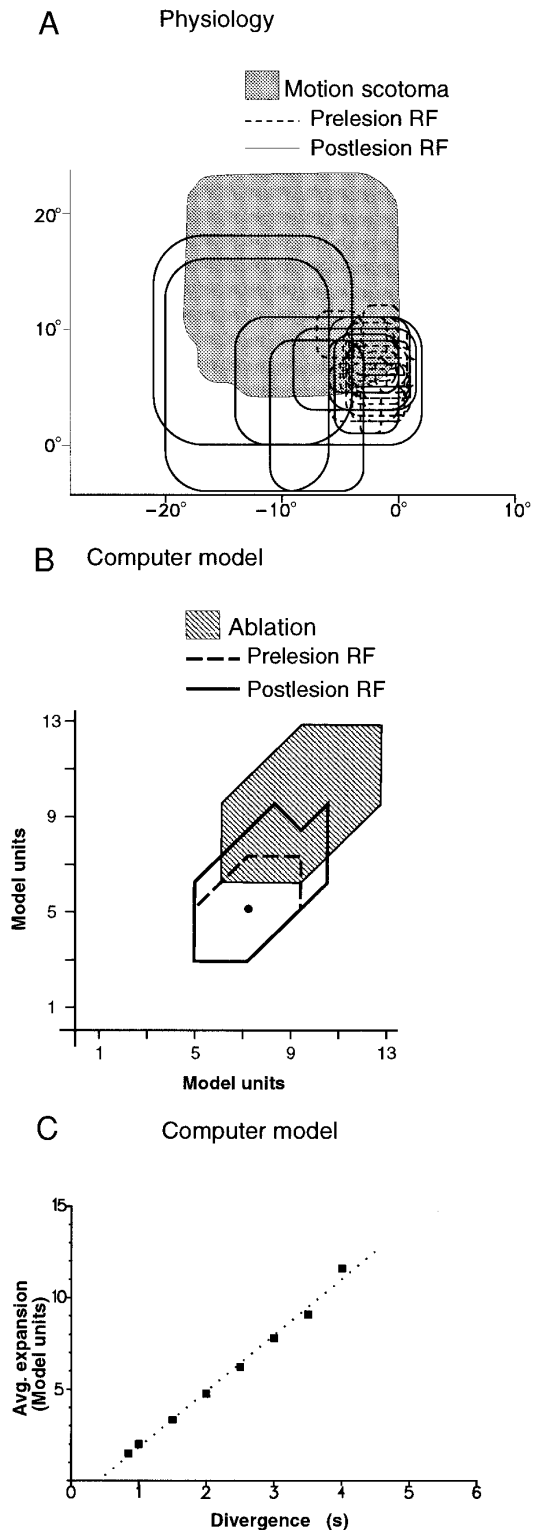 A Physiology
Motion scotoma
Prelesion RF
Postlesion RF
20°
10°
0°
−20° −10° 0° 10°
B Computer model
Ablation
Prelesion RF
Postlesion RF
Model units
13
9
5
1
1 5 9 13
Model units
C Computer model
Avg. expansion
(Model units)
15
10
5
0 1 2 3 4 5 6
Divergence (s)